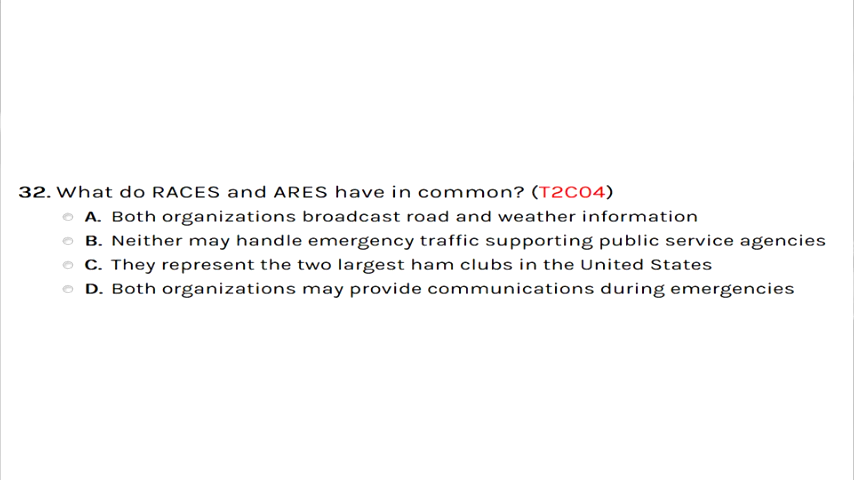 32. What do RACES and ARES have in common? (T2C04)
A. Both organizations broadcast road and weather information
B. Neither may handle emergency traffic supporting public service agencies
C. They represent the two largest ham clubs in the United States
D. Both organizations may provide communications during emergencies